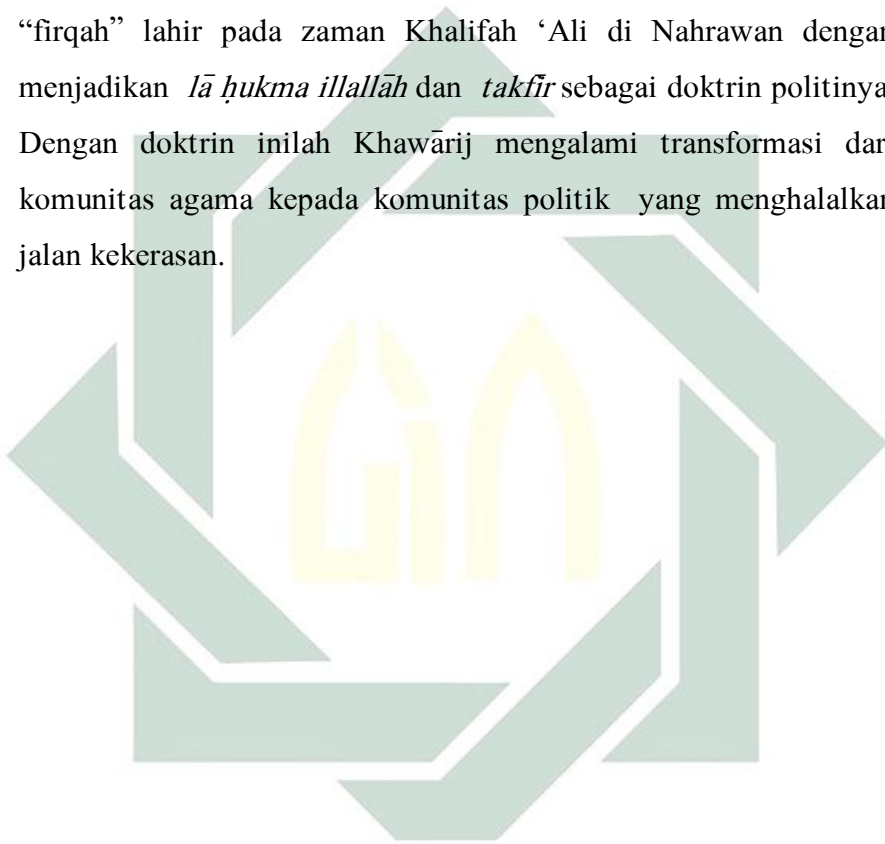 “firqah” lahir pada zaman Khalifah ‘Ali di Nahrawan dengan
menjadikan lā ḥukma illallāh dan takfīr sebagai doktrin politinya
Dengan doktrin inilah Khawārij mengalami transformasi dar
komunitas agama kepada komunitas politik yang menghalalkan
jalan kekerasan.